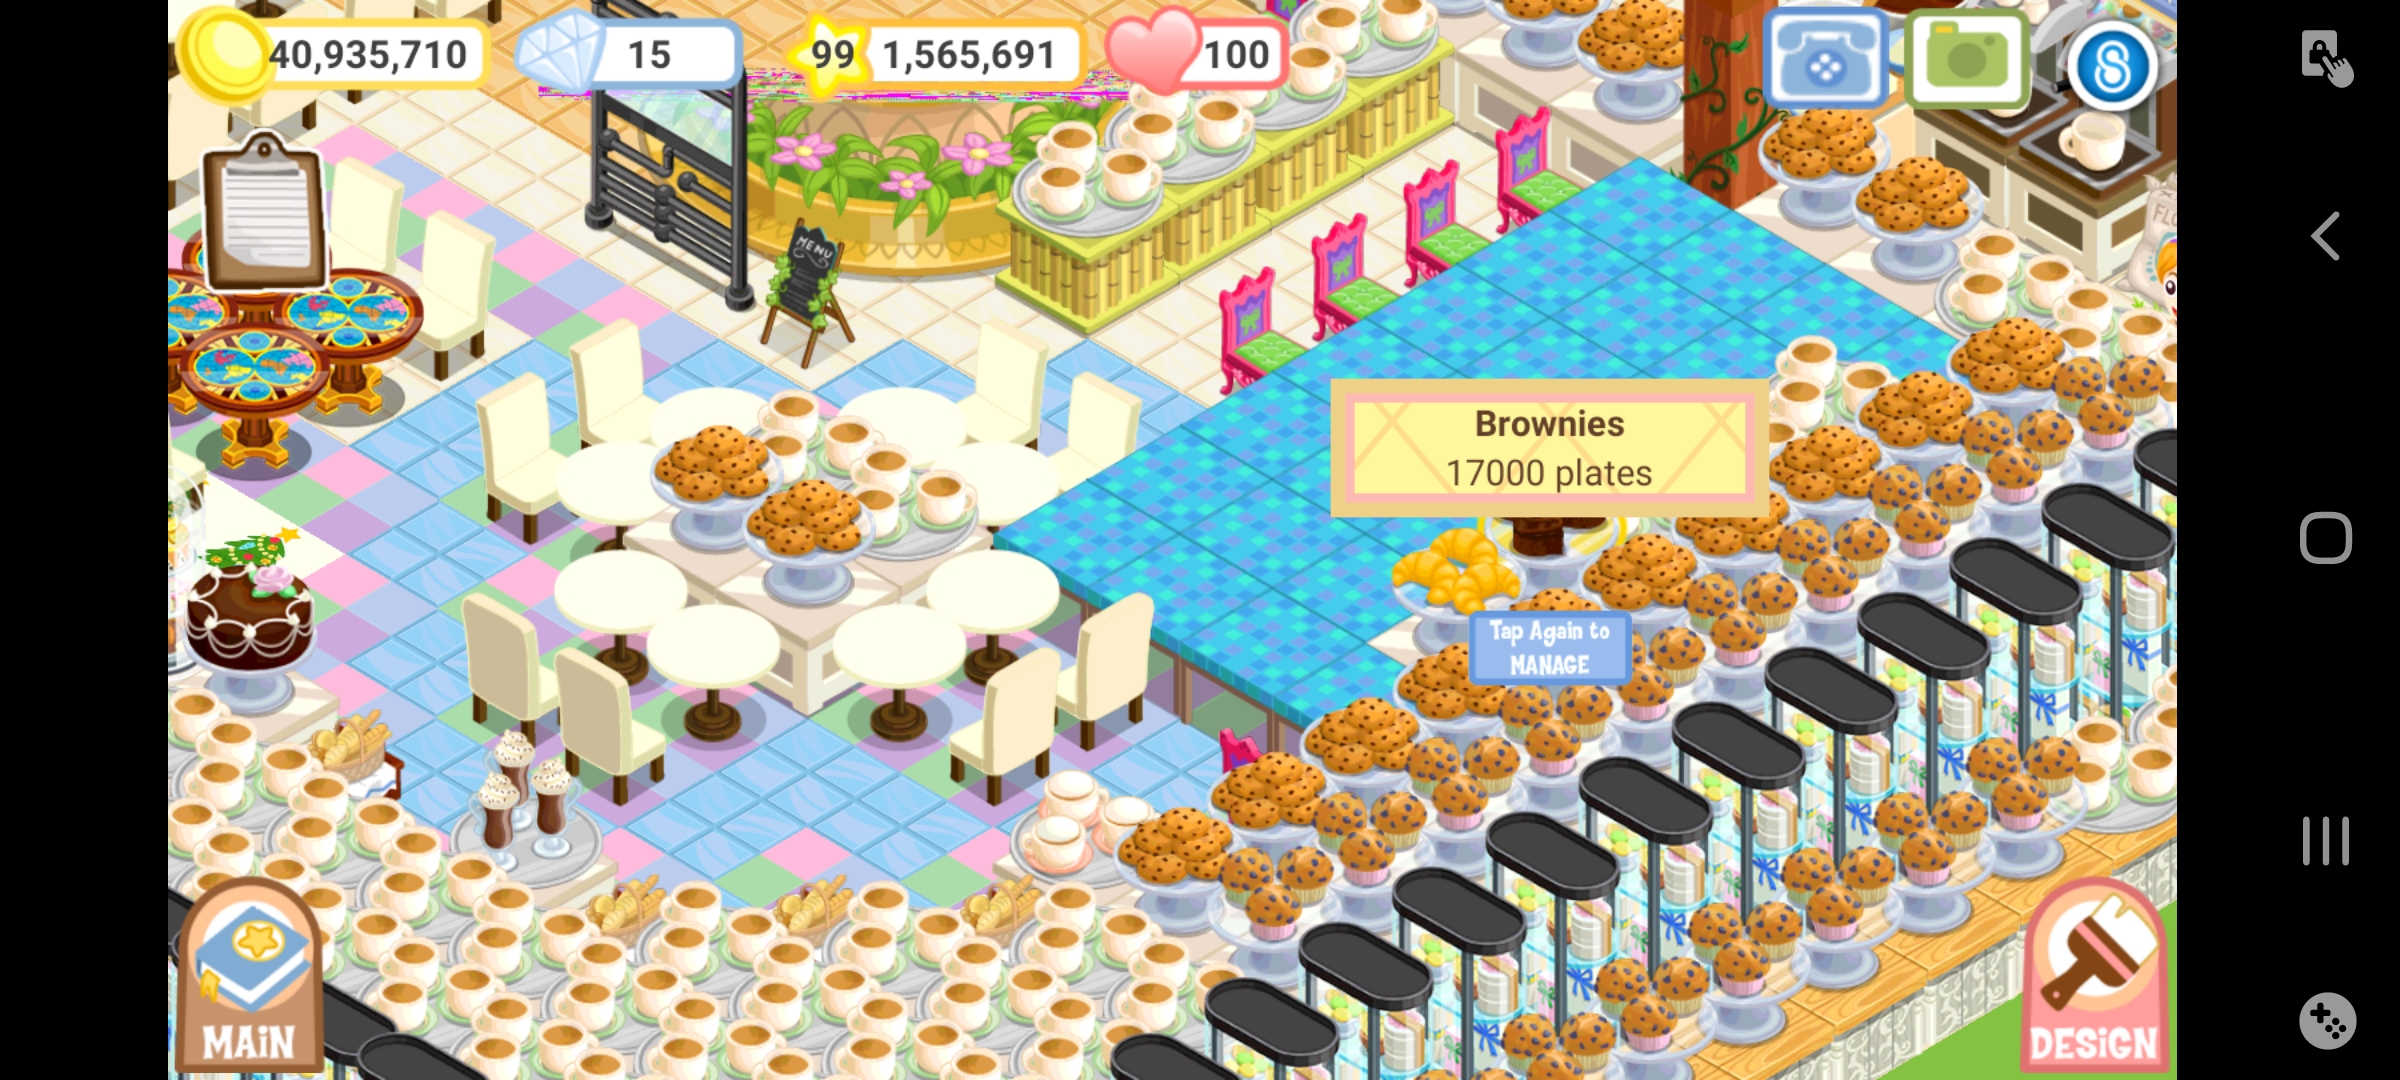 40,935,710
15
99 1,565,691
100
MENU
FLO
Brownies
17000 plates
Tap Again to
MANAGE
MAiN
DESiGN